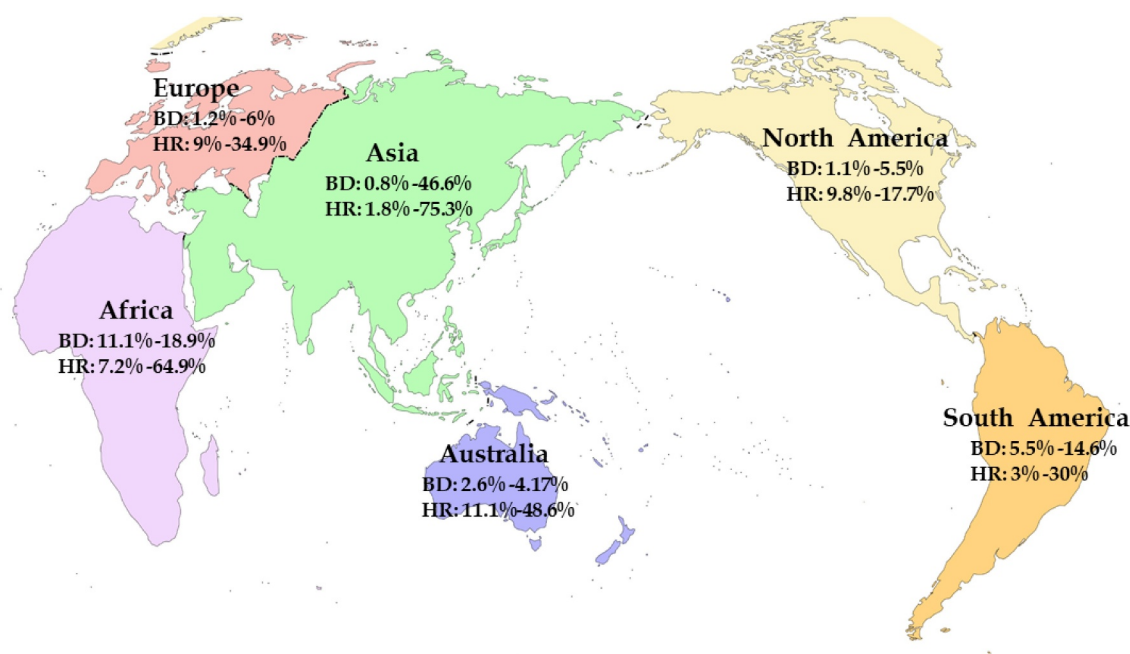 Europe
BD: 1.2% -6%
HR: 9% -34.9%
Asia
BD: 0.8% -46.6%
HR: 1.8% -75.3%
North America
BD: 1.1% -5.5%
HR: 9.8% -17.7%
Africa
BD: 11.1% -18.9%
HR: 7.2% -64.9%
Australia
BD: 2.6% -4.17%
HR: 11.1%-48.6%
South America
BD: 5.5% -14.6%
HR: 3% -30%